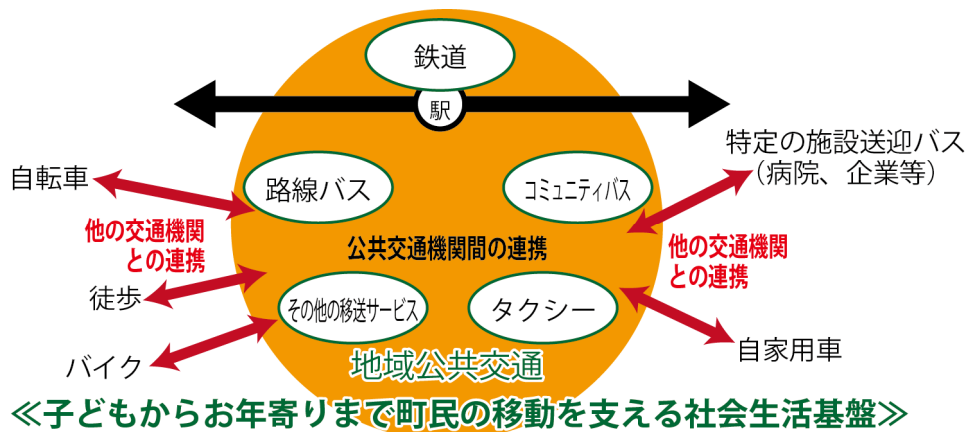 鉄道
駅
特定の施設送迎バス
（病院、企業等）
自転車
路線バス
コミュニティバス
他の交通機関
との連携
公共交通機関間の連携
他の交通機関
との連携
徒歩
その他の移送サービス
タクシー
バイク
自家用車
地域公共交通
≪子どもからお年寄りまで町民の移動を支える社会生活基盤≫